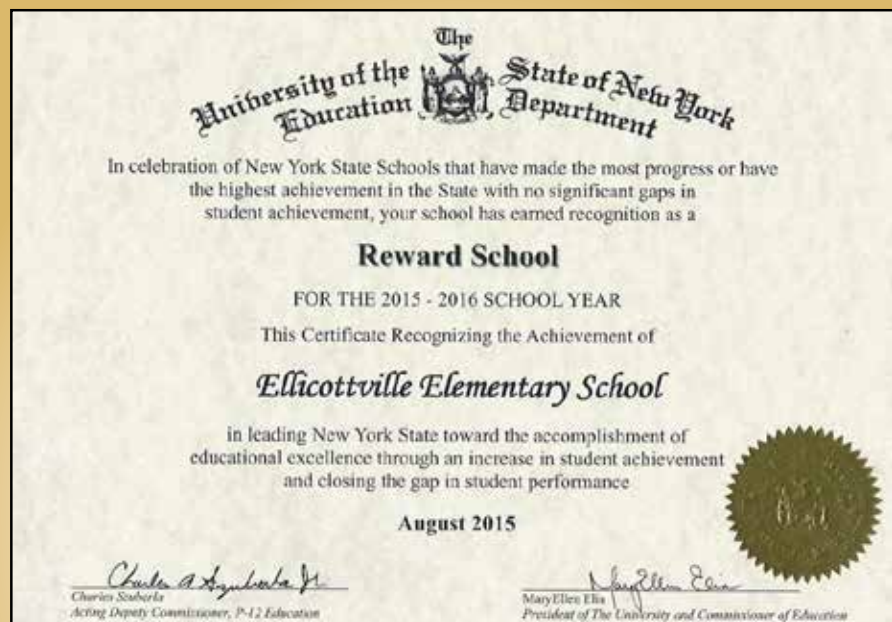 The
University of the State of New York
Education Department
In celebration of New York State Schools that have made the most progress or have
the highest achievement in the State with no significant gaps in
student achievement, your school has earned recognition as a
Reward School
FOR THE 2015 - 2016 SCHOOL YEAR
This Certificate Recognizing the Achievement of
Ellicottville Elementary School
in leading New York State toward the accomplishment of
educational excellence through an increase in student achievement
and closing the gap in student performance
August 2015
Charles Szuberla
Acting Deputy Commissioner, P-12 Education
MaryEllen Elia
MaryEllen Elia
President of The University and Commissioner of Education